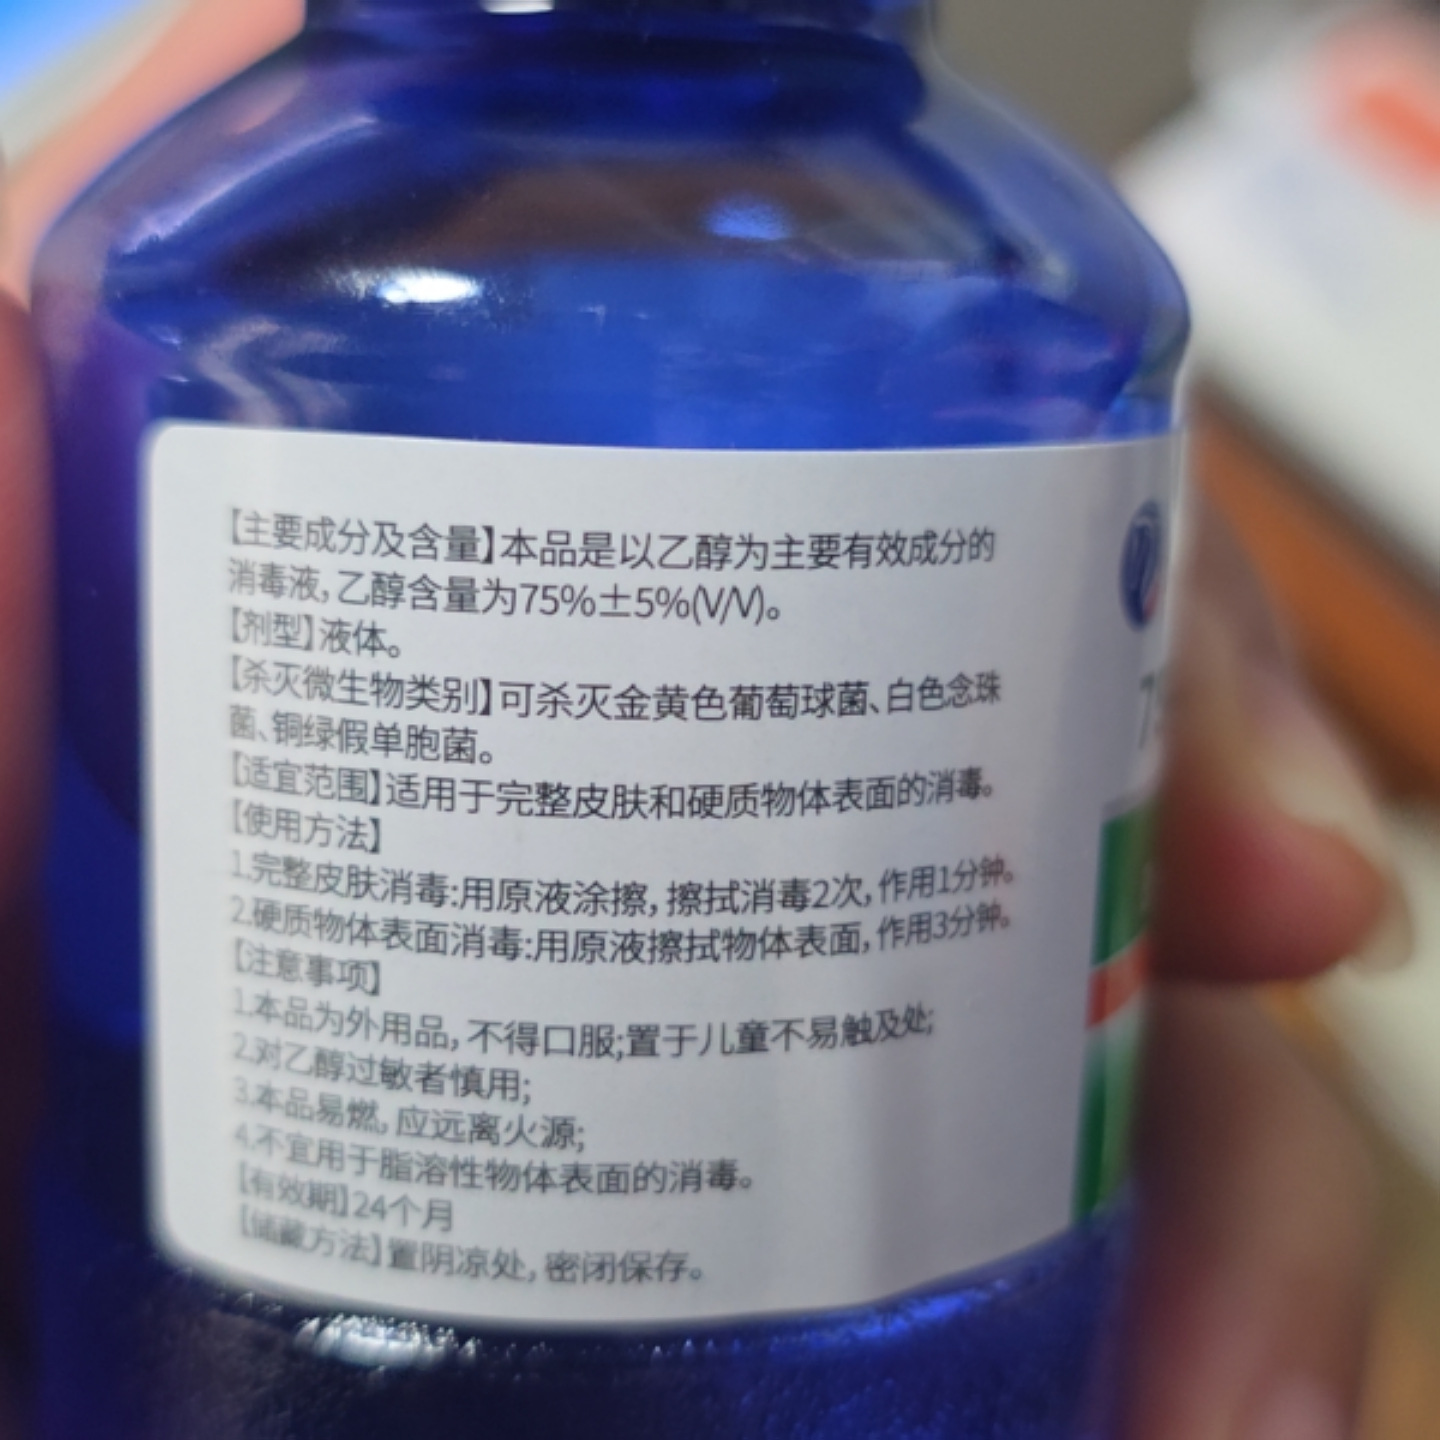 【主要成分及含量】本品是以乙醇为主要有效成分的
消毒液,乙醇含量为75%±5%(V/V)。
【剂型】液体。
【杀灭微生物类别】可杀灭金黄色葡萄球菌、白色念珠
菌、铜绿假单胞菌。
【适宜范围】适用于完整皮肤和硬质物体表面的消毒。
【使用方法】
1.完整皮肤消毒:用原液涂擦,擦拭消毒2次,作用1分钟。
2.硬质物体表面消毒:用原液擦拭物体表面,作用3分钟。
【注意事项】
1.本品为外用品,不得口服;置于儿童不易触及处;
2.对乙醇过敏者慎用;
3.本品易燃,应远离火源;
4.不宜用于脂溶性物体表面的消毒。
【有效期】24个月
【储藏方法】置阴凉处,密闭保存。